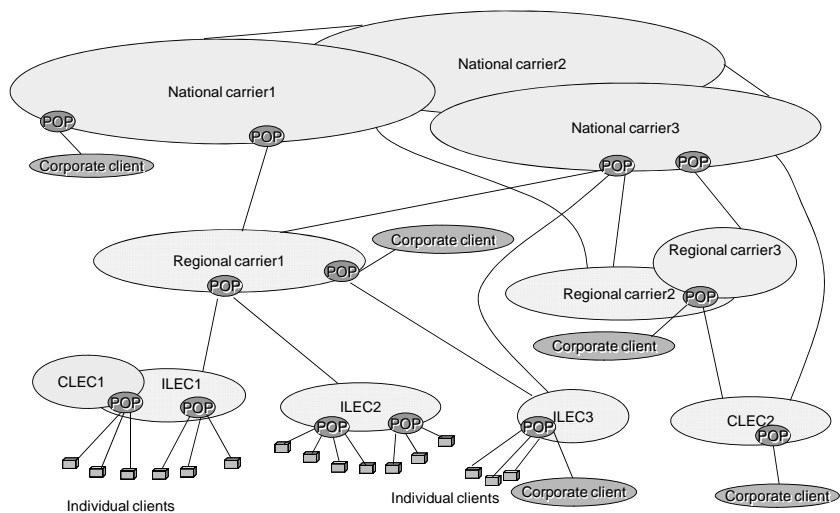 National carrier2
National carrier1
National carrier3
POP
POP
POP
POP
Corporate client
Corporate client
Regional carrier1
Regional carrier3
POP
POP
Regional carrier2
POP
Corporate client
CLEC1
ILEC1
POP
POP
ILEC2
POP
POP
ILEC3
POP
CLEC2
POP
Individual clients
Individual clients
Corporate client
Corporate client